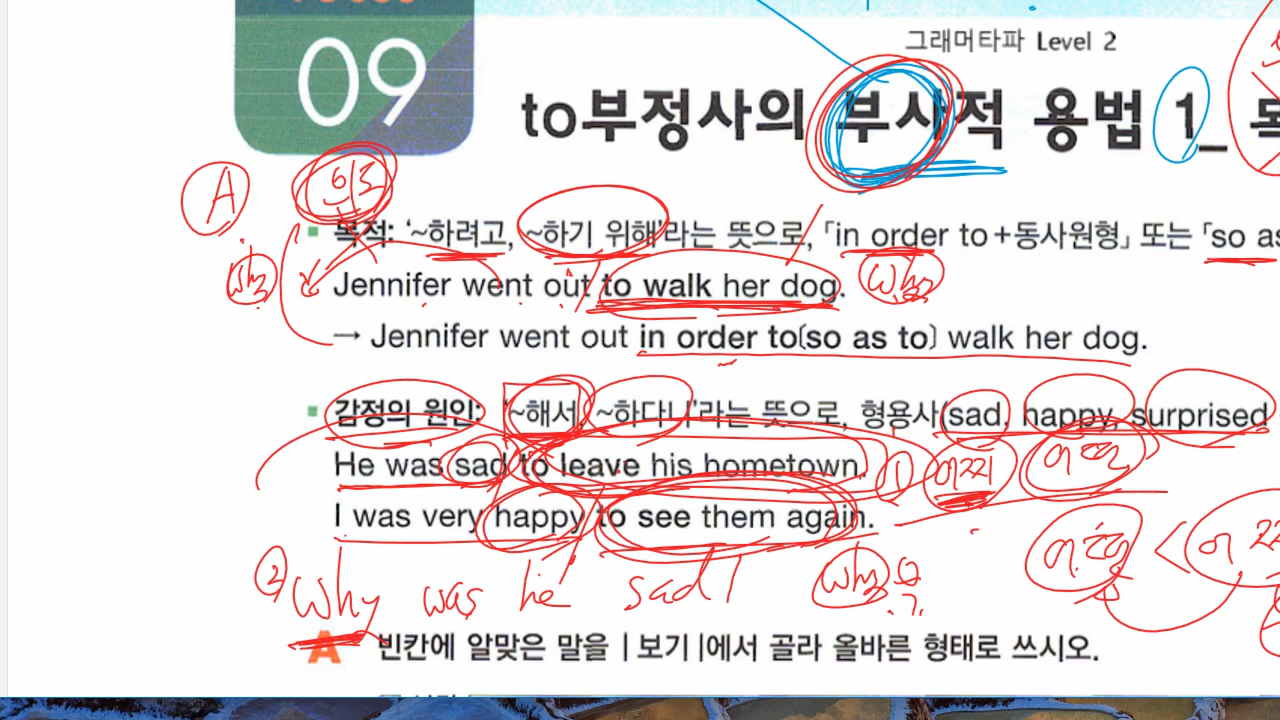 09
그래머타파 Level 2
to부정사의 부사적 용법 1_
A
의도
목적: ‘~하려고, ~하기 위해’라는 뜻으로, 「in order to+동사원형」 또는 「so as
why
Jennifer went out to walk her dog.
why
→ Jennifer went out in order to(so as to) walk her dog.
감정의 원인: ‘~해서, ~하다니’라는 뜻으로, 형용사(sad, happy, surprised
He was sad to leave his hometown.
①
I was very happy to see them again.
② Why was he sad
why
A 빈칸에 알맞은 말을 |보기|에서 골라 올바른 형태로 쓰시오.